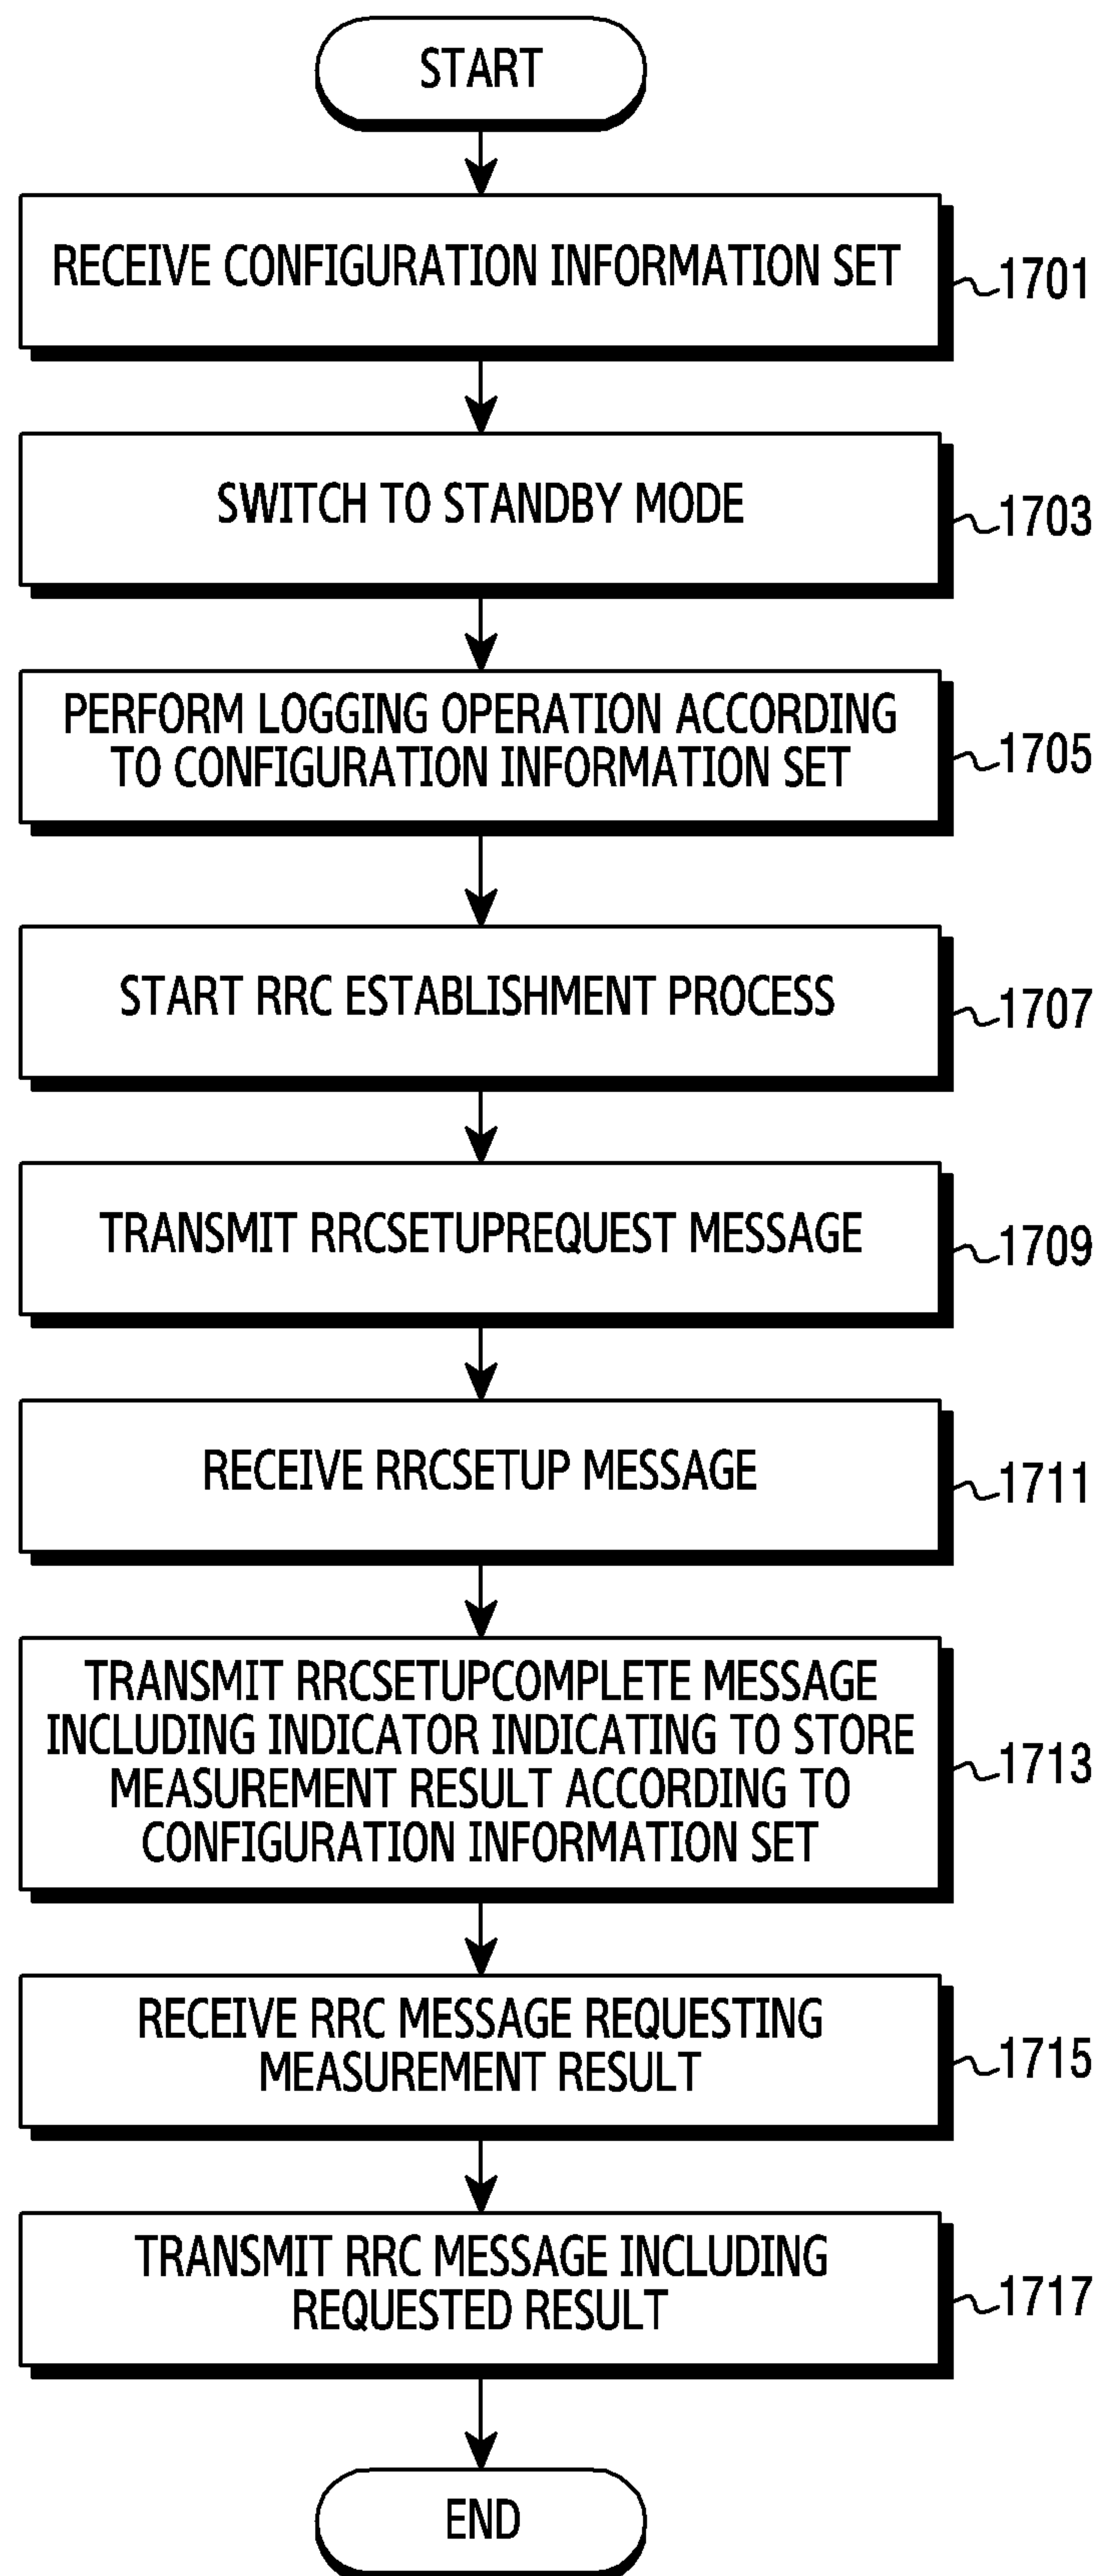 START
RECEIVE CONFIGURATION INFORMATION SET
1701
SWITCH TO STANDBY MODE
1703
PERFORM LOGGING OPERATION ACCORDING
TO CONFIGURATION INFORMATION SET
1705
START RRC ESTABLISHMENT PROCESS
1707
TRANSMIT RRCSETUPREQUEST MESSAGE
1709
RECEIVE RRCSETUP MESSAGE
1711
TRANSMIT RRCSETUPCOMPLETE MESSAGE
INCLUDING INDICATOR INDICATING TO STORE
MEASUREMENT RESULT ACCORDING TO
CONFIGURATION INFORMATION SET
1713
RECEIVE RRC MESSAGE REQUESTING
MEASUREMENT RESULT
1715
TRANSMIT RRC MESSAGE INCLUDING
REQUESTED RESULT
1717
END